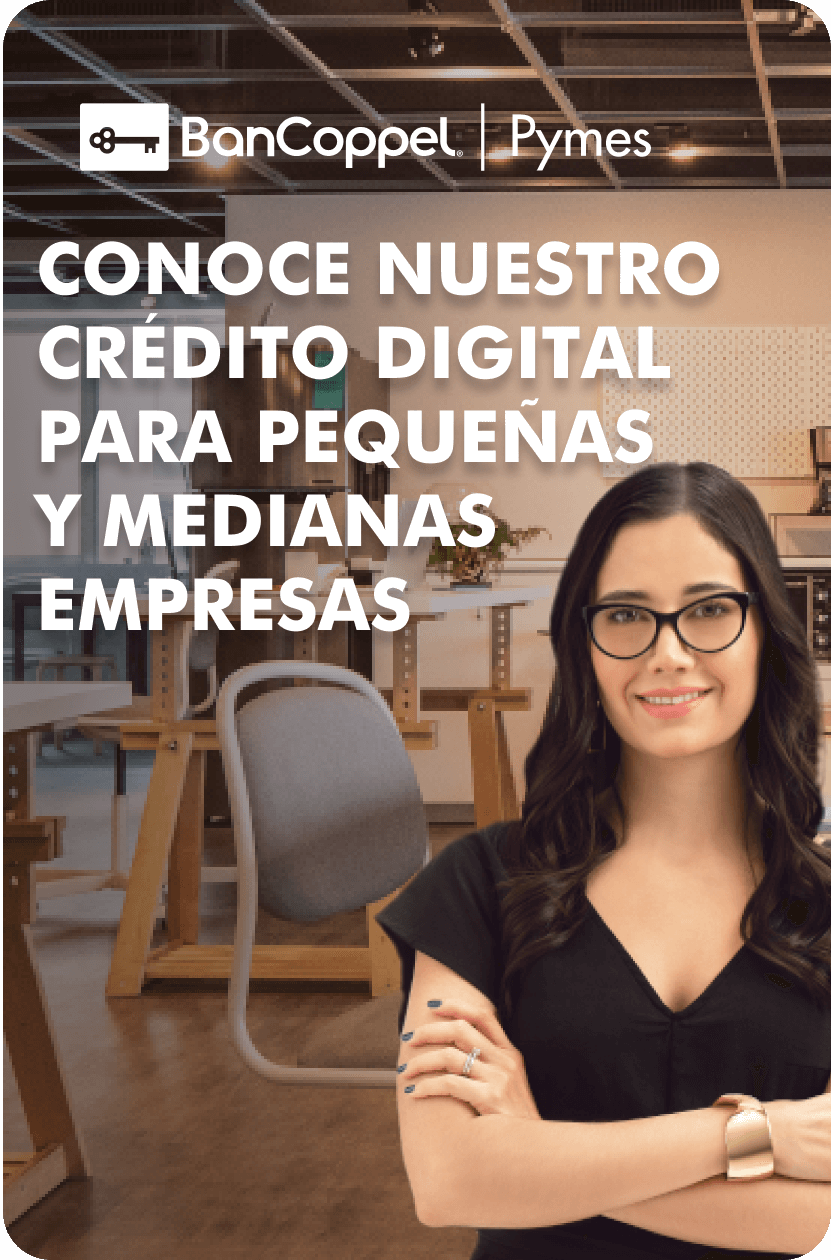 BanCoppel® | Pymes
CONOCE NUESTRO
CRÉDITO DIGITAL
PARA PEQUEÑAS
Y MEDIANAS
EMPRESAS